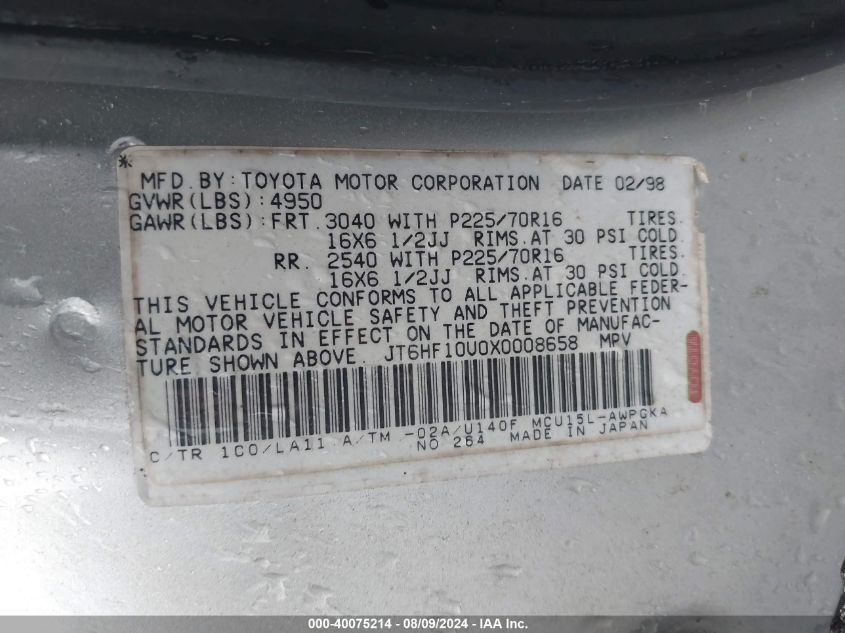 MFD. BY: TOYOTA MOTOR CORPORATION DATE 02/98
GVWR(LBS):4950
GAWR(LBS):FRT. 3040 WITH P225/70R16 TIRES.
16X6 1/2JJ RIMS. AT 30 PSI COLD.
RR. 2540 WITH P225/70R16 TIRES.
16X6 1/2JJ RIMS. AT 30 PSI COLD.
THIS VEHICLE CONFORMS TO ALL APPLICABLE FEDER-
AL MOTOR VEHICLE SAFETY AND THEFT PREVENTION
STANDARDS IN EFFECT ON THE DATE OF MANUFAC-
TURE SHOWN ABOVE. JT6HF10U0X0008658 MPV
TOYOTA
C/TR 1C0/LA11 A/TM -02A/U140F MCU15L-AWPGKA
NO 264 MADE IN JAPAN
000-40075214 - 08/09/2024 - IAA Inc.